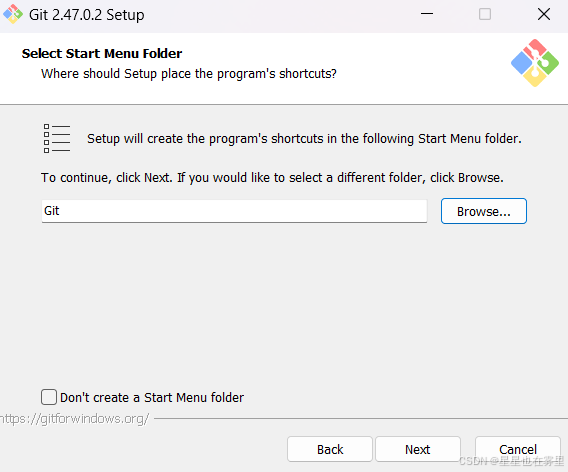 Git 2.47.0.2 Setup
Select Start Menu Folder
Where should Setup place the program's shortcuts?
Setup will create the program's shortcuts in the following Start Menu folder.
To continue, click Next. If you would like to select a different folder, click Browse.
Git
Browse...
Don't create a Start Menu folder
https://gitforwindows.org/
Back
Next
Cancel
CSDN @星星也在雾里